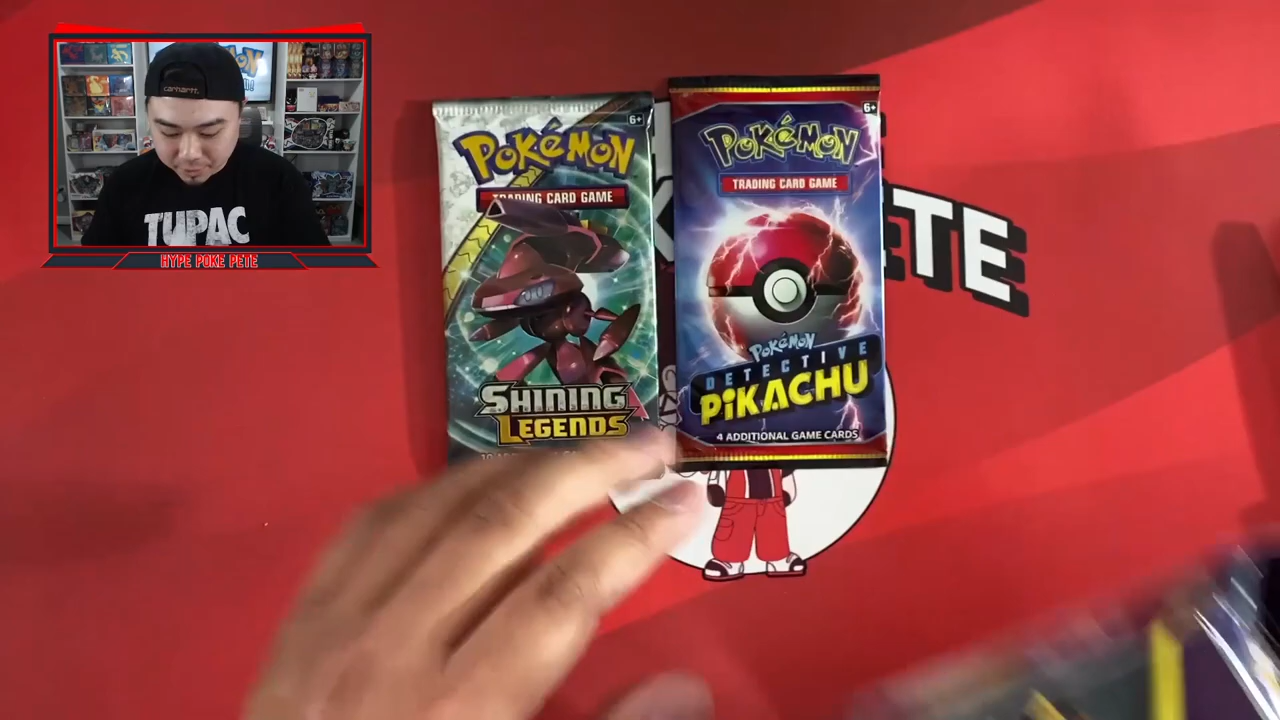 carhartt
TUPAC
HYPE POKE PETE
6+
POKÉMON
TRADING CARD GAME
SHINING
LEGENDS
6+
POKÉMON
TRADING CARD GAME
POKÉMON
DETECTIVE
PiKACHU
4 ADDITIONAL GAME CARDS
ETE